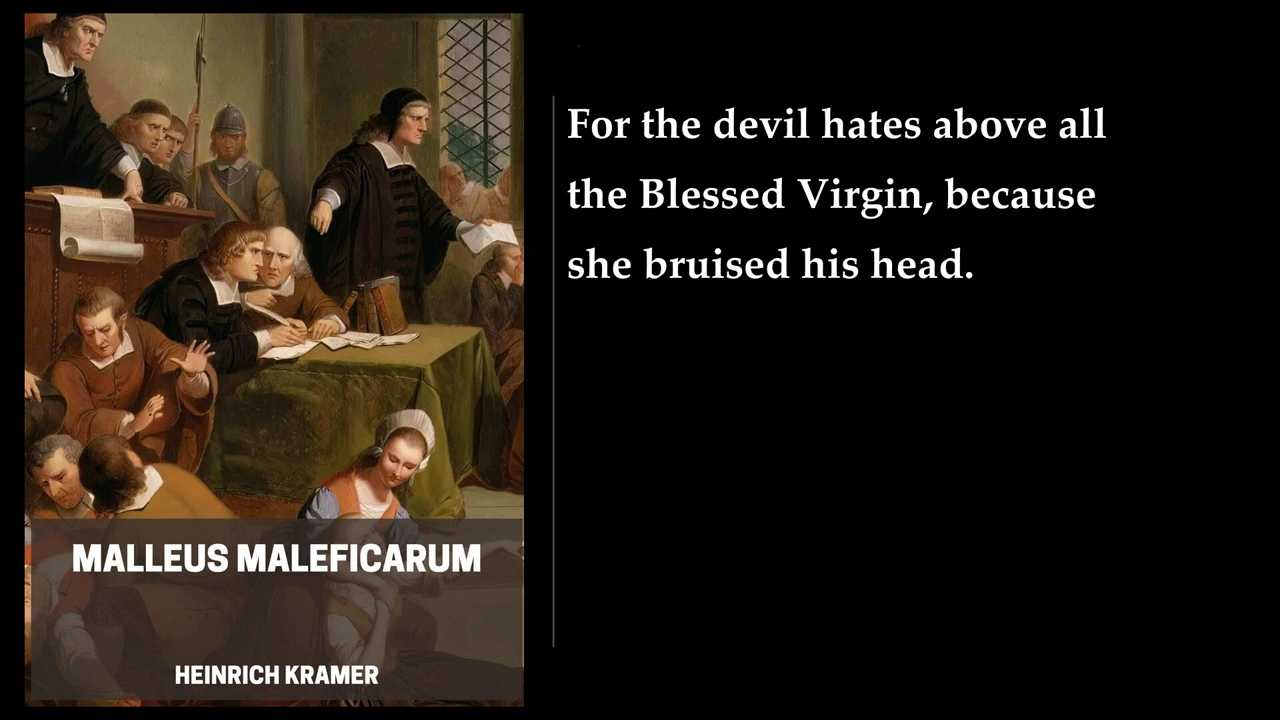 For the devil hates above all
the Blessed Virgin, because
she bruised his head.
MALLEUS MALEFICARUM
HEINRICH KRAMER